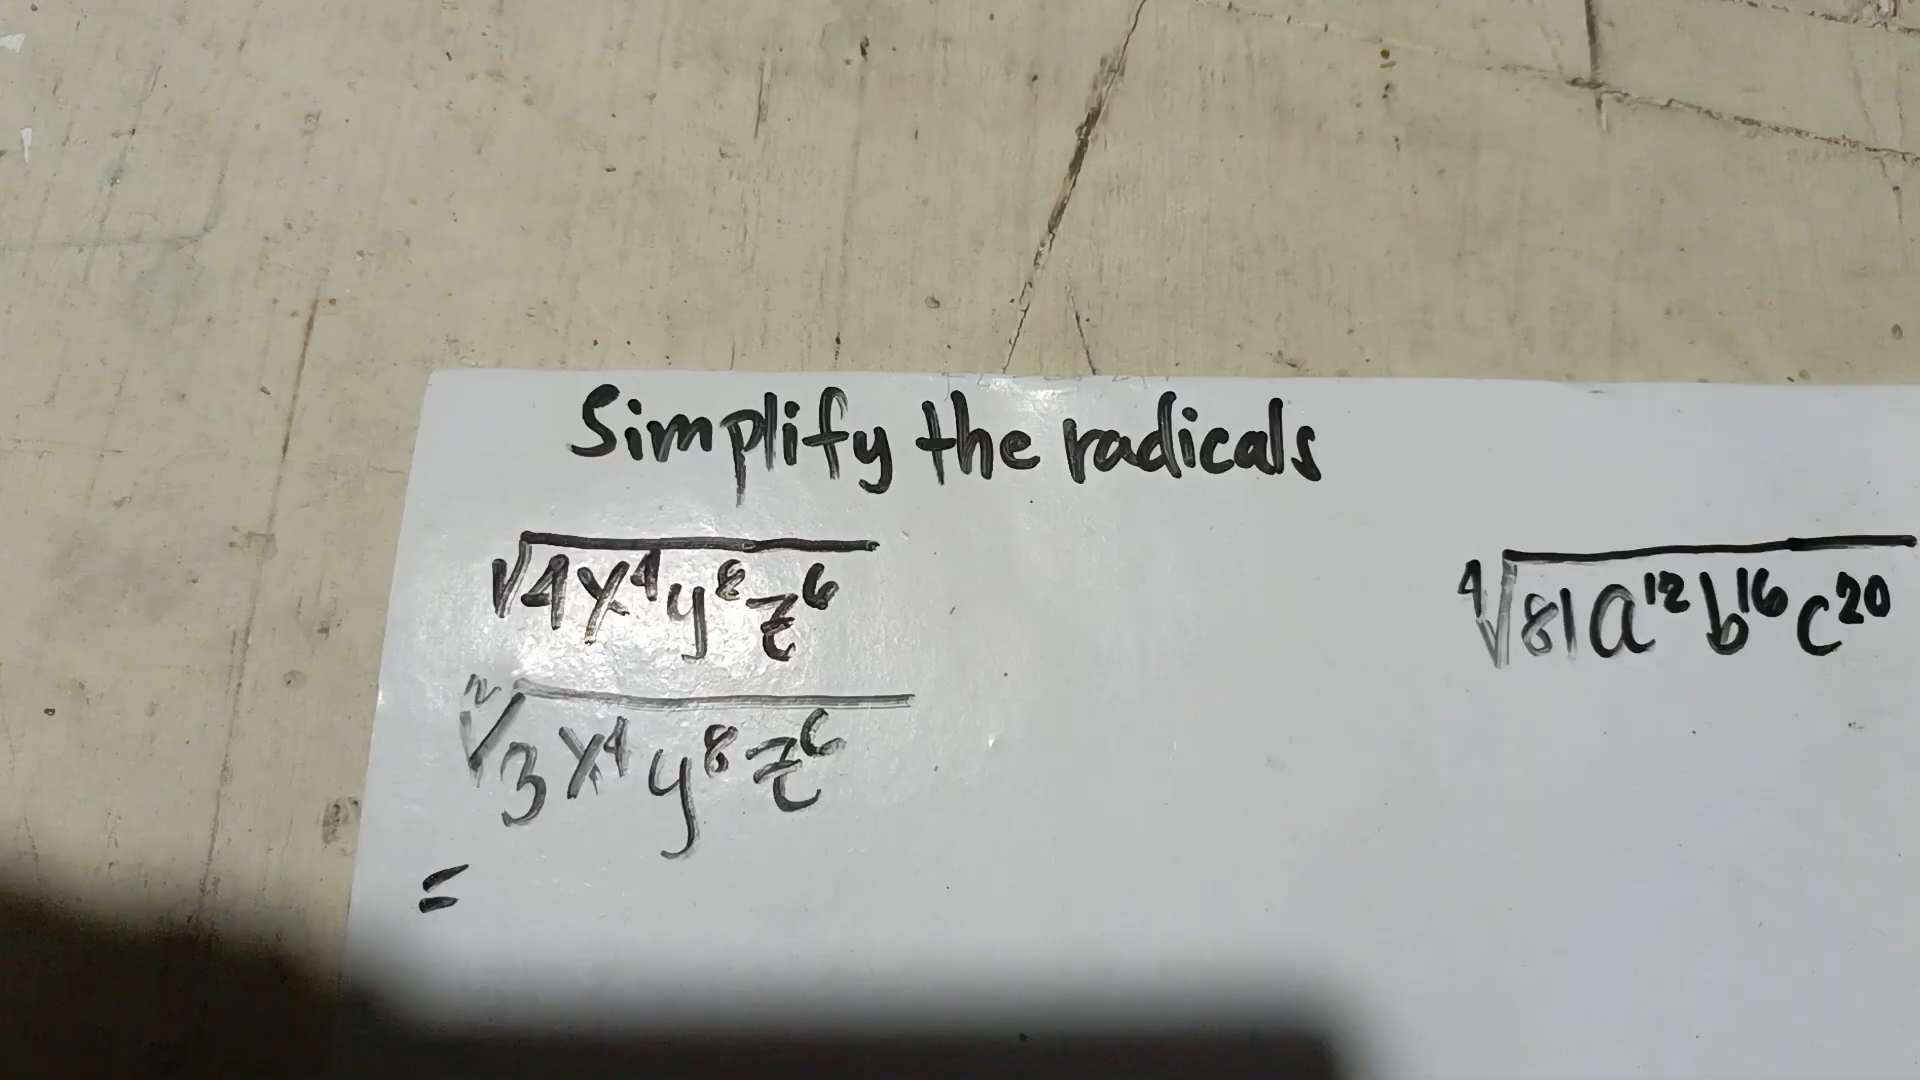 Simplify the radicals
√4x⁴y⁸z⁶
⁴√81a¹²b¹⁶c²⁰
²√3x⁴y⁸z⁶
=